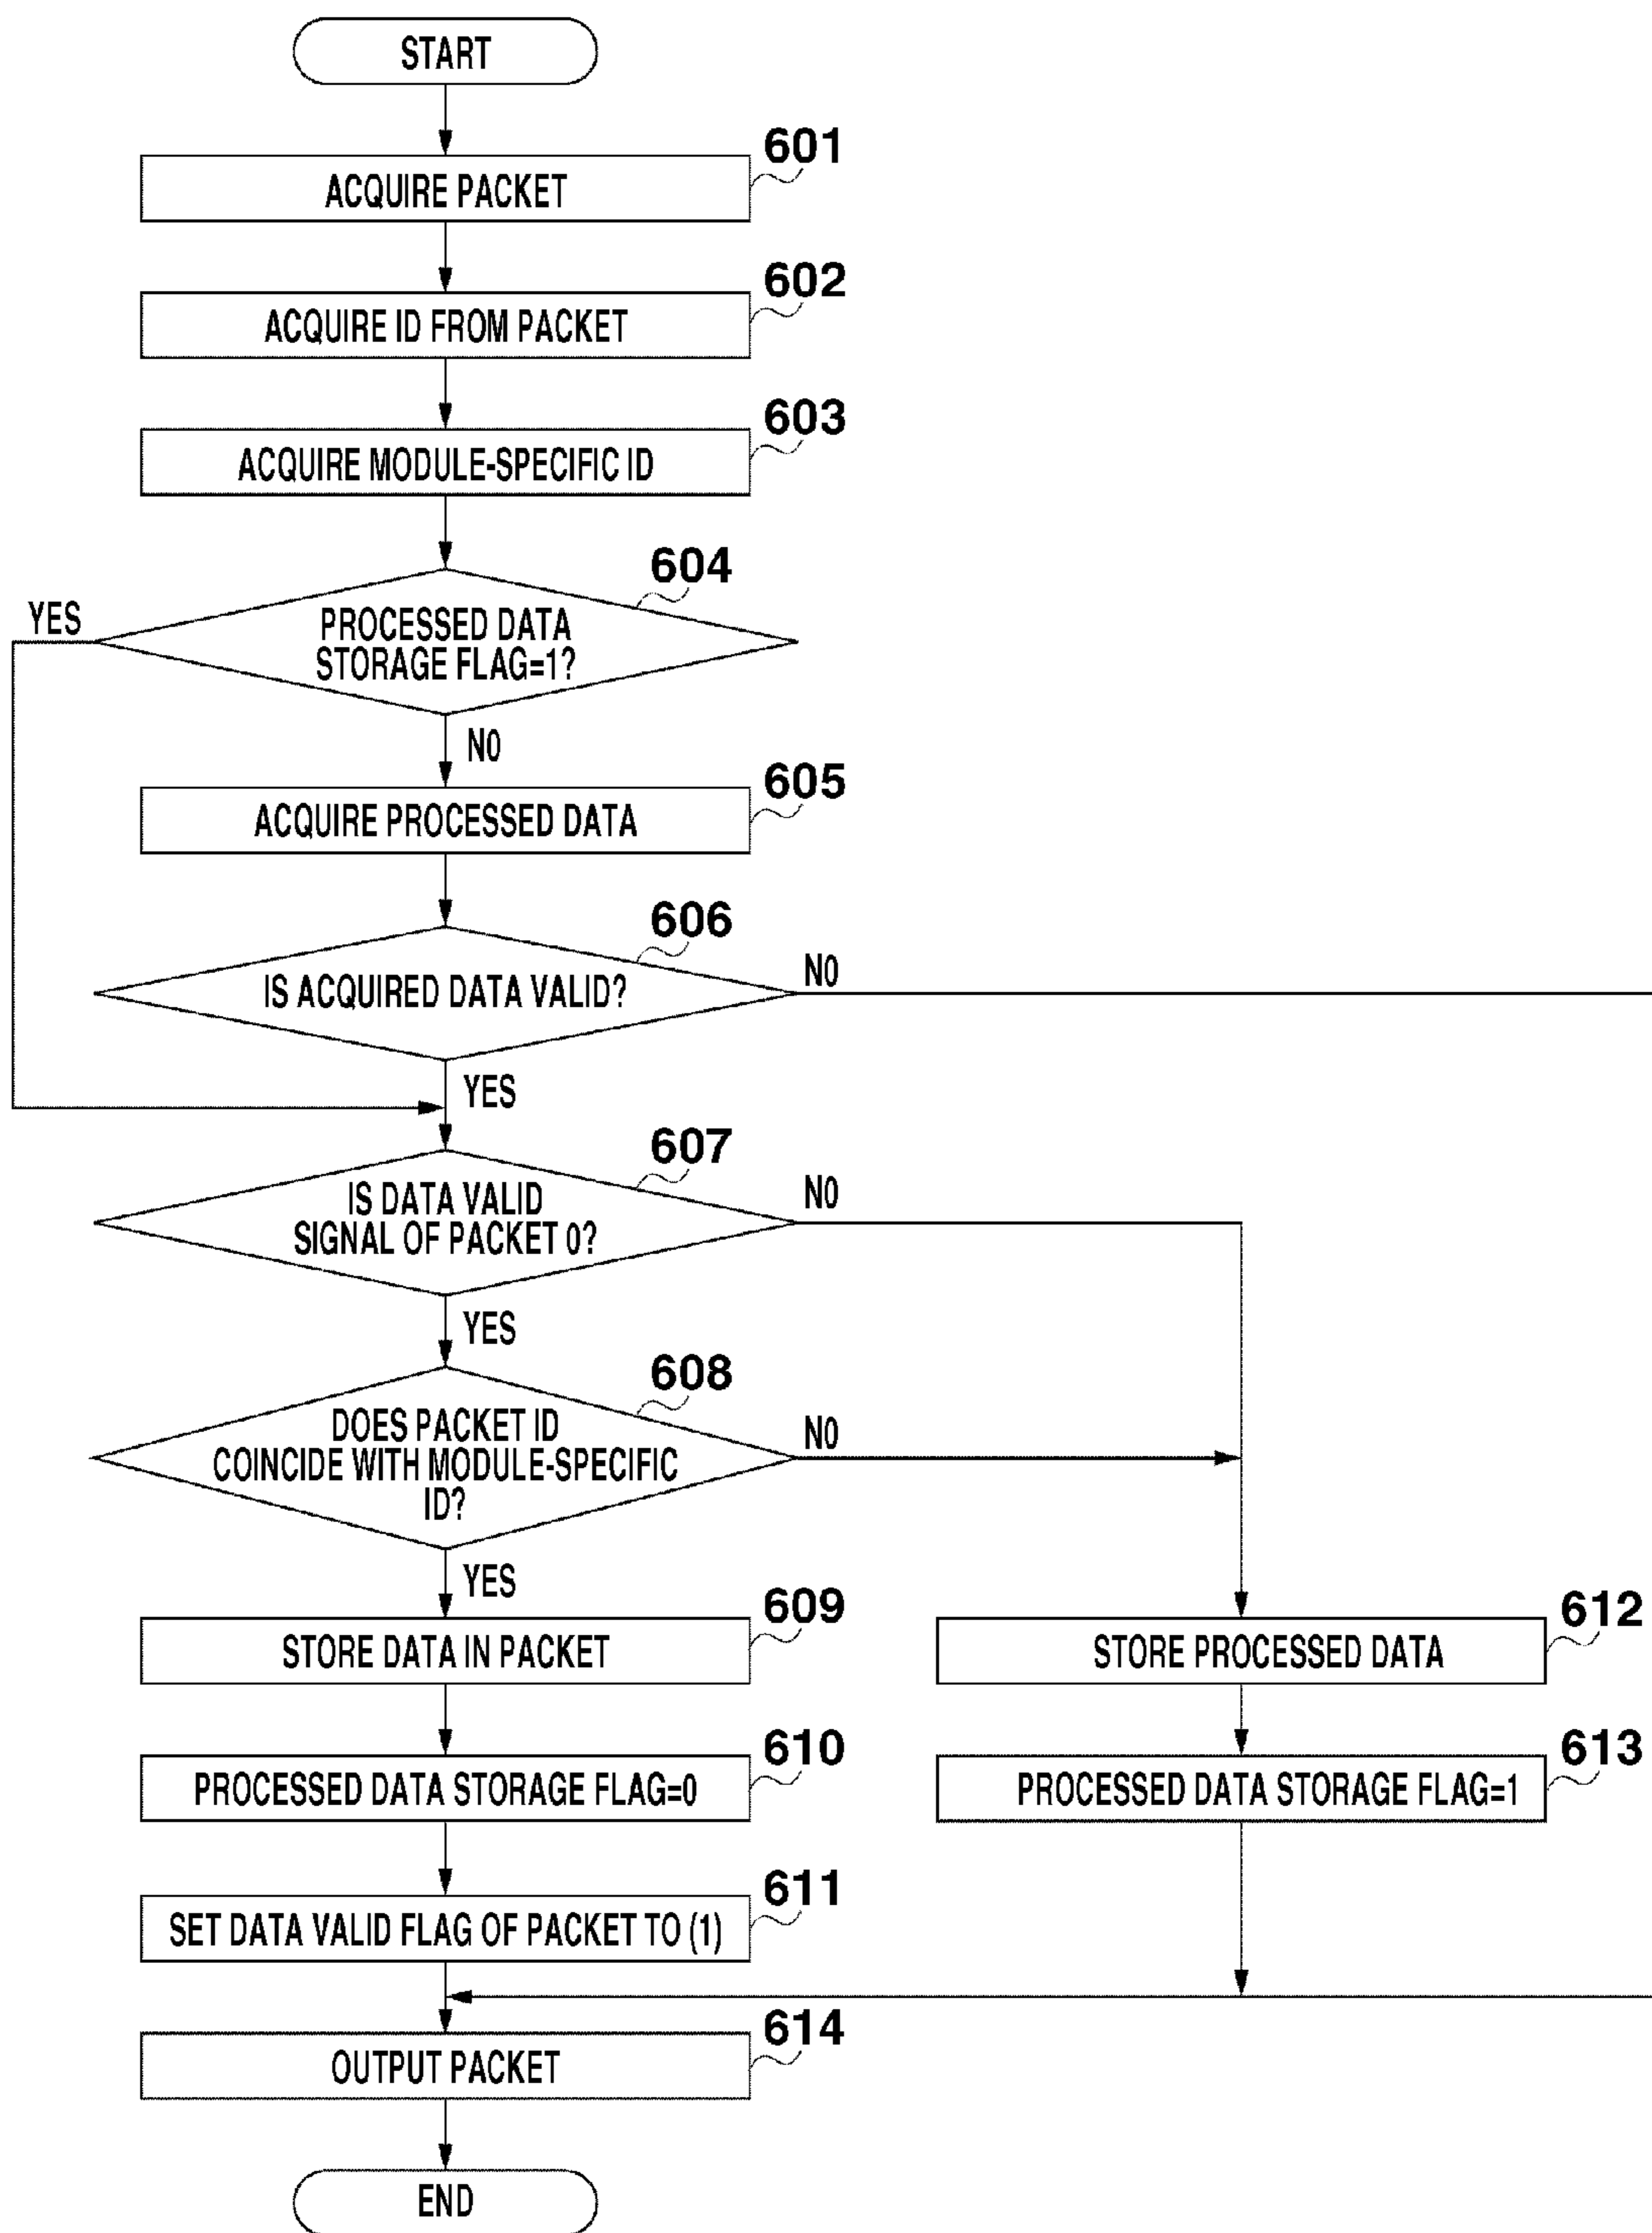 START
601
ACQUIRE PACKET
602
ACQUIRE ID FROM PACKET
603
ACQUIRE MODULE-SPECIFIC ID
604
YES
PROCESSED DATA
STORAGE FLAG=1?
NO
605
ACQUIRE PROCESSED DATA
606
IS ACQUIRED DATA VALID?
NO
YES
607
IS DATA VALID
SIGNAL OF PACKET 0?
NO
YES
608
DOES PACKET ID
COINCIDE WITH MODULE-SPECIFIC
ID?
NO
YES
609
STORE DATA IN PACKET
612
STORE PROCESSED DATA
610
PROCESSED DATA STORAGE FLAG=0
613
PROCESSED DATA STORAGE FLAG=1
611
SET DATA VALID FLAG OF PACKET TO (1)
614
OUTPUT PACKET
END